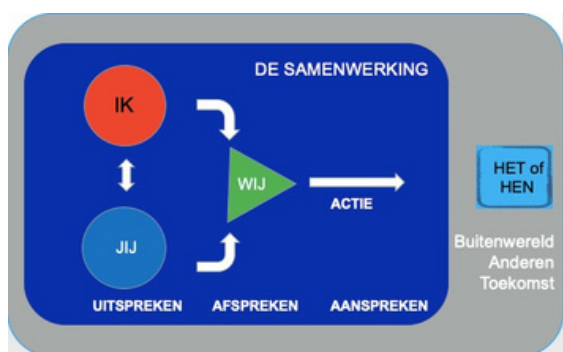 DE SAMENWERKING
IK
WIJ
JIJ
ACTIE
UITSPREKEN
AFSPREKEN
AANSPREKEN
HET of
HEN
Buitenwereld
Anderen
Toekomst